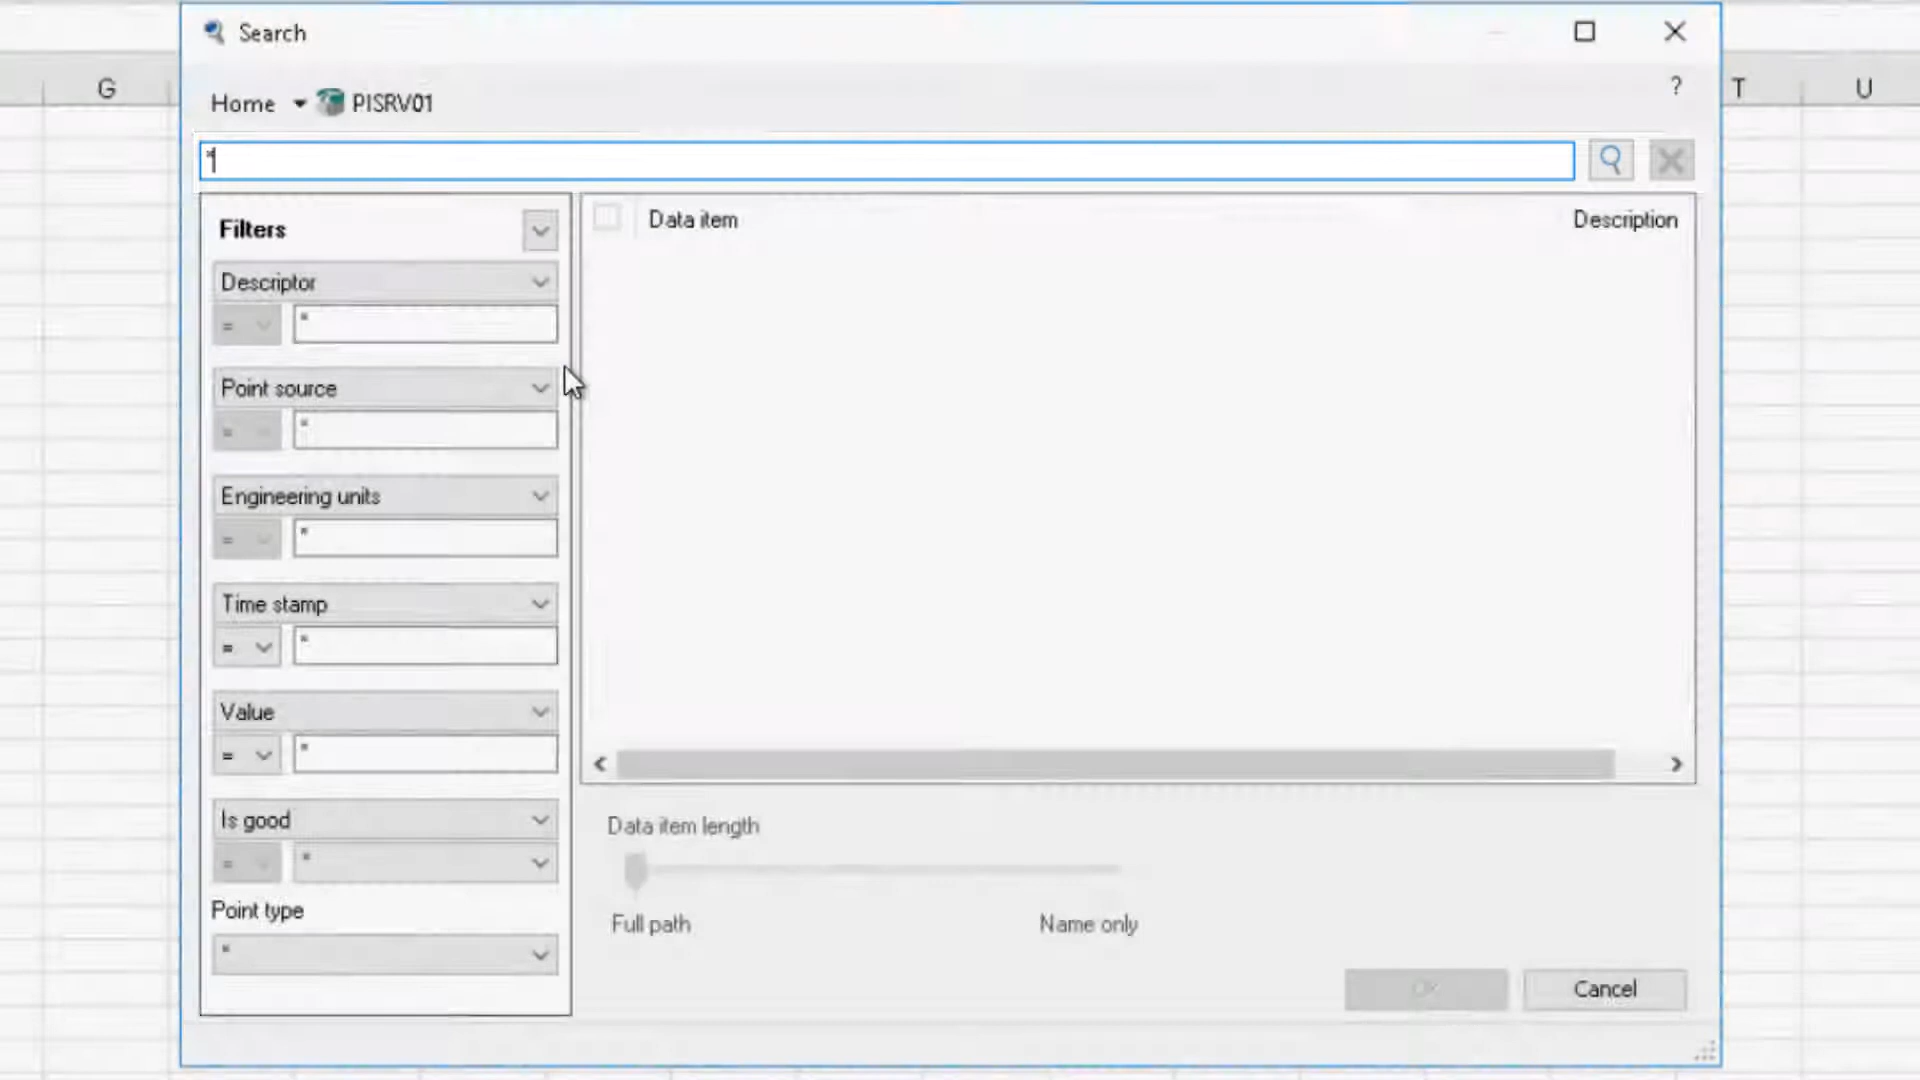 Search
Home PISRV01
?
G T U
*
Filters
Data item Description
Descriptor
= *
Point source
= *
Engineering units
= *
Time stamp
= *
Value
= *
Is good
= *
Point type
*
Data item length
Full path Name only
OK Cancel